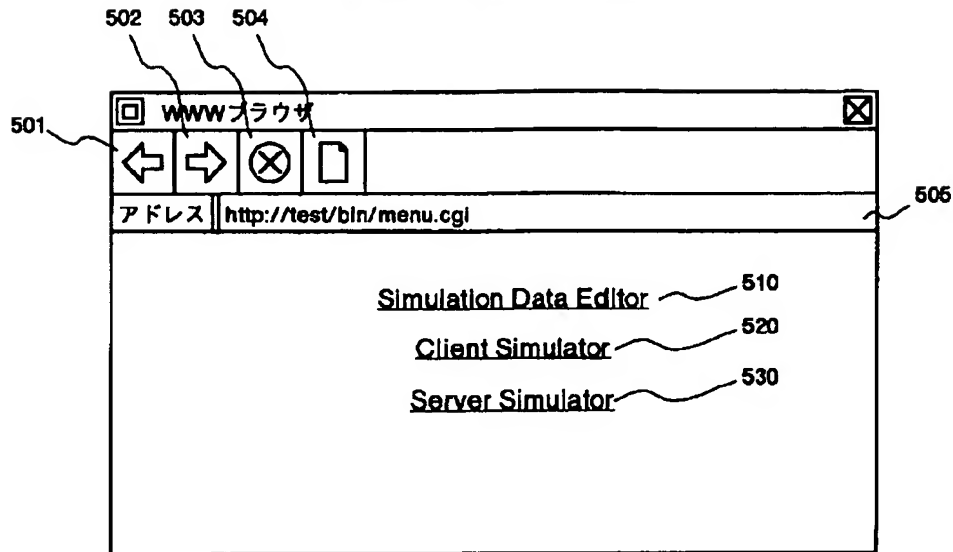 502 503 504
501
WWWブラウザ
アドレス http://test/bin/menu.cgi
505
Simulation Data Editor 510
Client Simulator 520
Server Simulator 530